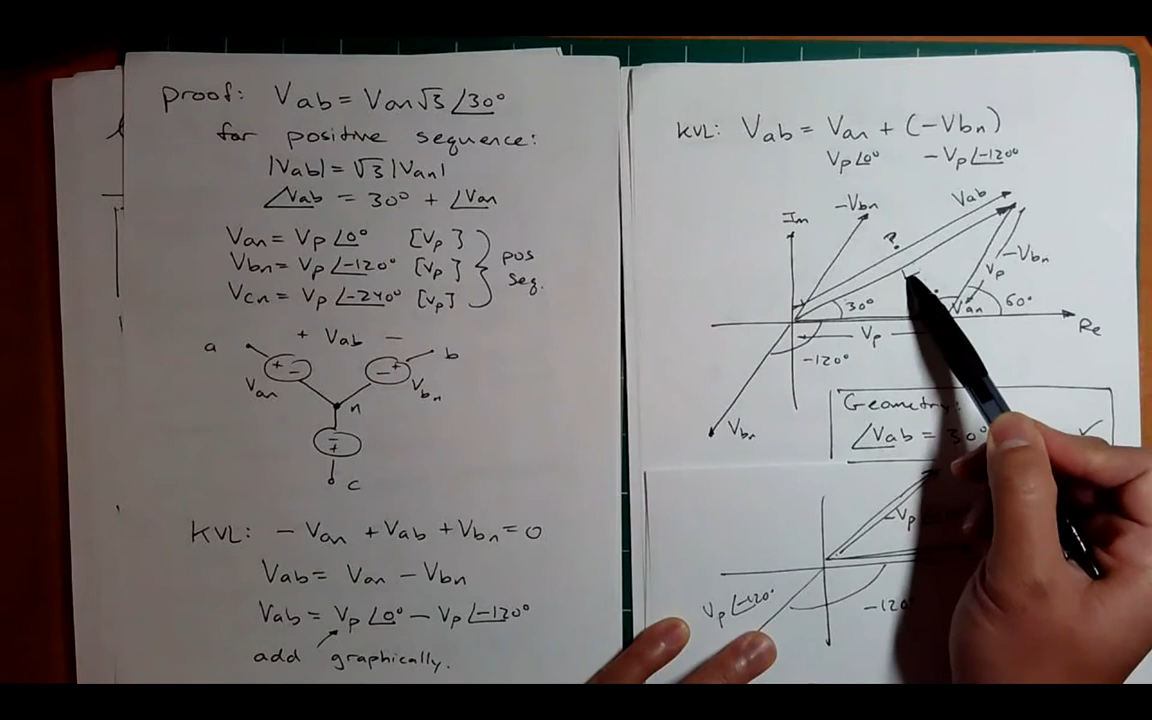 proof: Vab = Van√3 ∠30°
for positive sequence:
|Vab| = √3 |Van|
∠Vab = 30° + ∠Van
Van = Vp ∠0° [Vp]
Vbn = Vp ∠-120° [Vp]
Vcn = Vp ∠-240° [Vp]
pos
seq.
+ Vab -
a
b
+ -
- +
Van
Vbn
n
-
+
c
KVL: - Van + Vab + Vbn = 0
Vab = Van - Vbn
Vab = Vp ∠0° - Vp ∠-120°
add graphically.
KVL: Vab = Van + (-Vbn)
Vp ∠0° -Vp ∠-120°
Im
-Vbn
Vab
?
-Vbn
Vp
30°
Van
60°
Re
Vp
-120°
Vbn
Geometry:
∠Vab = 30° ✓
-Vp
Vp ∠-120°
-120°